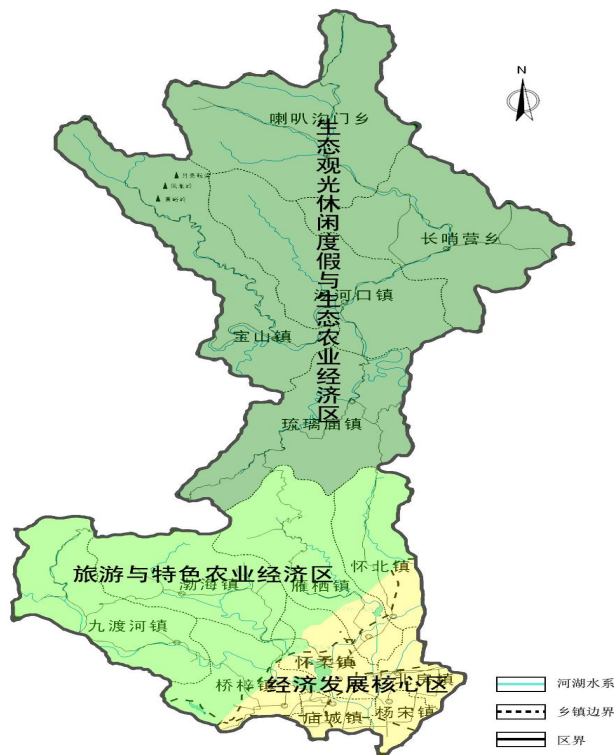 N
喇叭沟门乡
生态观光休闲度假与生态农业经济区
长哨营乡
汤河口镇
宝山镇
琉璃庙镇
怀北镇
旅游与特色农业经济区
渤海镇
雁栖镇
九渡河镇
怀柔镇
桥梓镇
经济发展核心区
庙城镇
杨宋镇
河湖水系
乡镇边界
区界